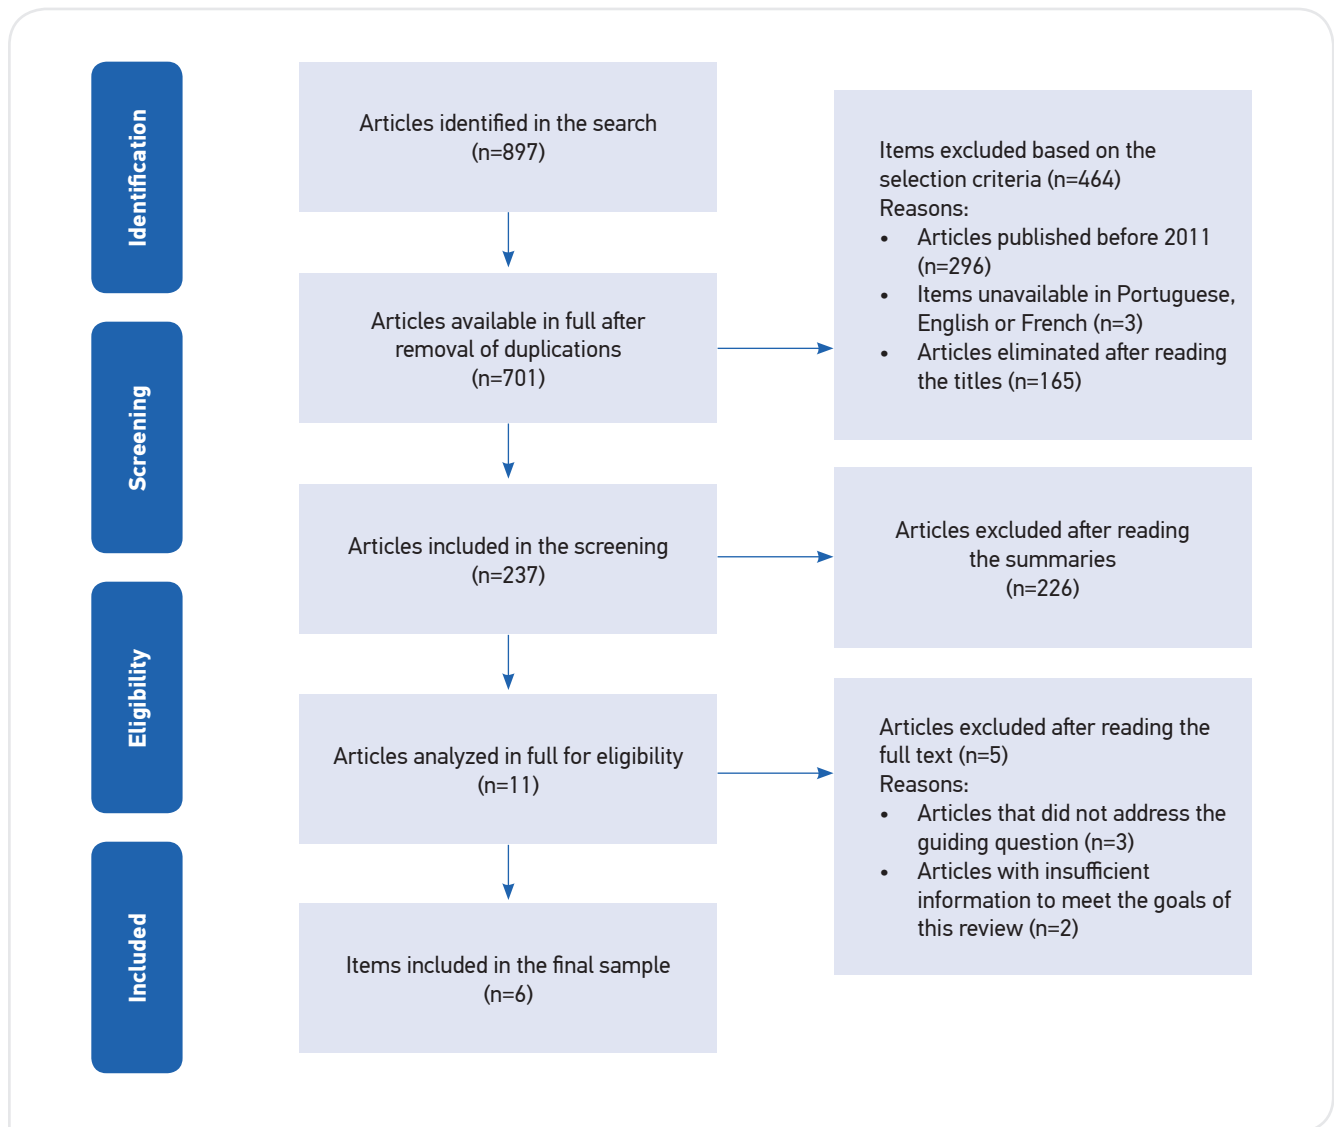 Identification
Articles identified in the search
(n=897)
Items excluded based on the
selection criteria (n=464)
Reasons:
• Articles published before 2011
(n=296)
• Items unavailable in Portuguese,
English or French (n=3)
• Articles eliminated after reading
the titles (n=165)
Articles available in full after
removal of duplications
(n=701)
Screening
Articles included in the screening
(n=237)
Articles excluded after reading
the summaries
(n=226)
Eligibility
Articles analyzed in full for eligibility
(n=11)
Articles excluded after reading the
full text (n=5)
Reasons:
• Articles that did not address the
guiding question (n=3)
• Articles with insufficient
information to meet the goals of
this review (n=2)
Included
Items included in the final sample
(n=6)